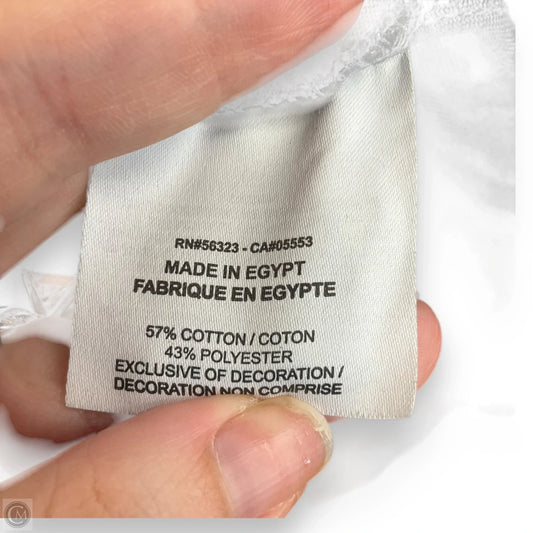 RN#56323 - CA#05553
MADE IN EGYPT
FABRIQUE EN EGYPTE
57% COTTON / COTON
43% POLYESTER
EXCLUSIVE OF DECORATION /
DECORATION NON COMPRISE